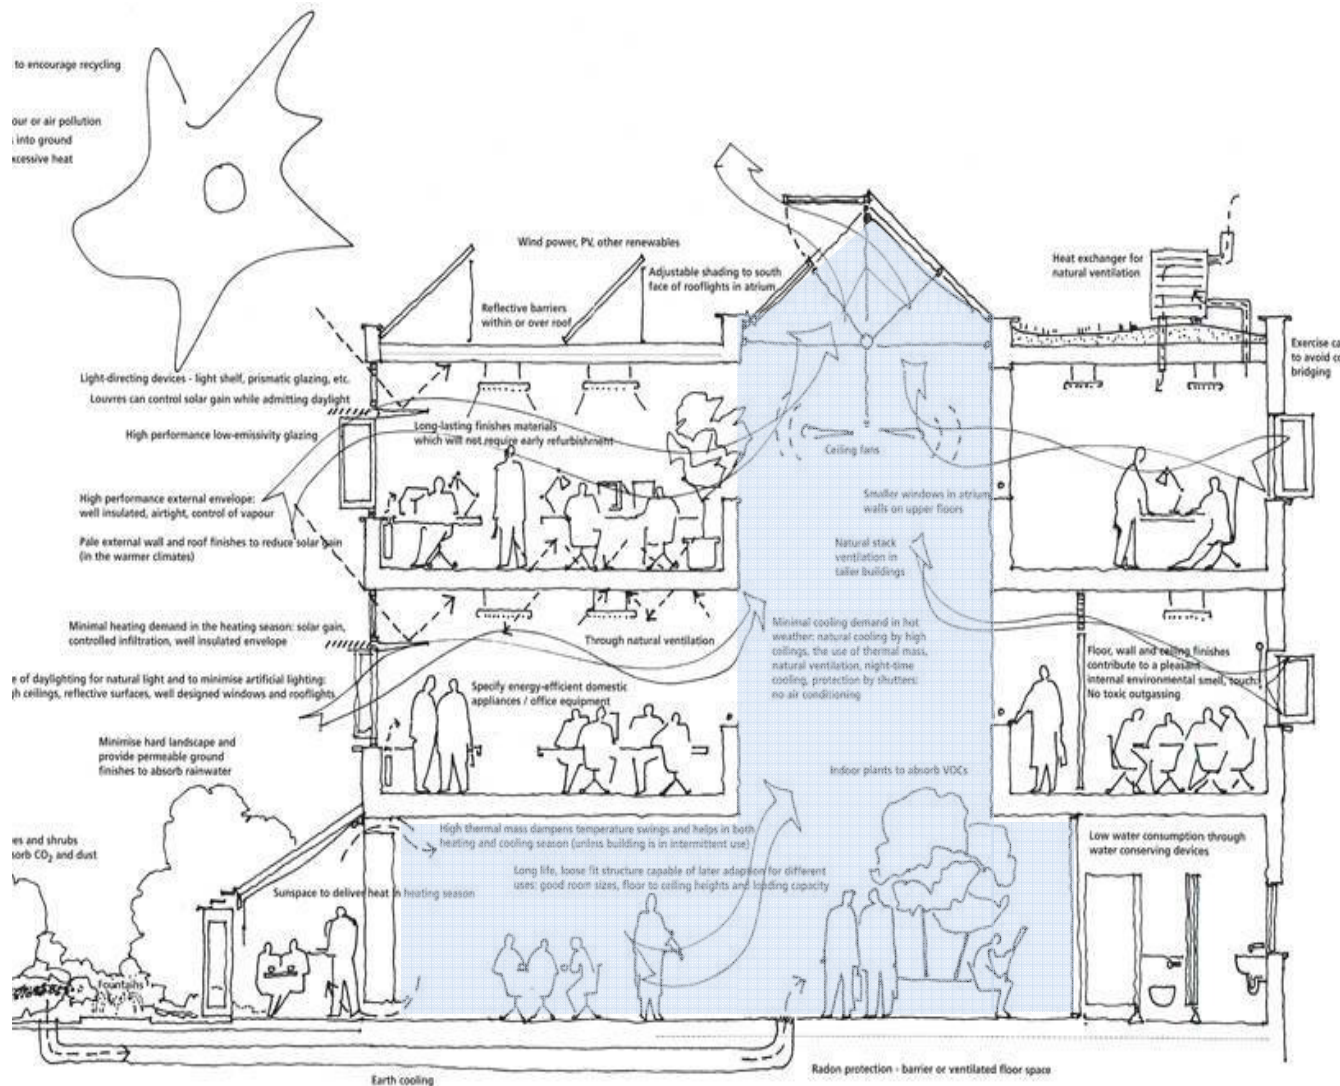 to encourage recycling
or air pollution
into ground
heat
Wind power, PV, other renewables
Adjustable shading to south
face of rooflights in atrium
Reflective barriers
within or over roof
Heat exchanger for
natural ventilation
Exercise
to avoid
bridging
Light-directing devices - light shelf, prismatic glazing, etc.
Louvres can control solar gain while admitting daylight
High performance low-emissivity glazing
Long-lasting finishes materials
which will not require early refurbishment
Ceiling fans
High performance external envelope:
well insulated, airtight, control of vapour
Pale external wall and roof finishes to reduce solar gain
(in the warmer climates)
Smaller windows in atrium
walls on upper floors
Natural stack
ventilation in
taller buildings
Minimal heating demand in the heating season: solar gain,
controlled infiltration, well insulated envelope
Through natural ventilation
Minimal cooling demand in hot
weather: natural cooling by high
ceilings, the use of thermal mass,
natural ventilation, night-time
cooling, protection by shutters:
no air conditioning
Floor, wall and ceiling finishes
contribute to a pleasant
internal environmental smell, touch:
No toxic outgassing
of daylighting for natural light and to minimise artificial lighting:
ceilings, reflective surfaces, well designed windows and rooflights
Specify energy-efficient domestic
appliances / office equipment
Minimise hard landscape and
provide permeable ground
finishes to absorb rainwater
Indoor plants to absorb VOCs
and shrubs
CO2 and dust
High thermal mass dampens temperature swings and helps in both
heating and cooling season (unless building is in intermittent use)
Low water consumption through
water conserving devices
Long life, loose fit structure capable of later adaption for different
uses: good room sizes, floor to ceiling heights and loading capacity
Sunspace to deliver heat in heating season
Fountains
Earth cooling
Radon protection - barrier or ventilated floor space